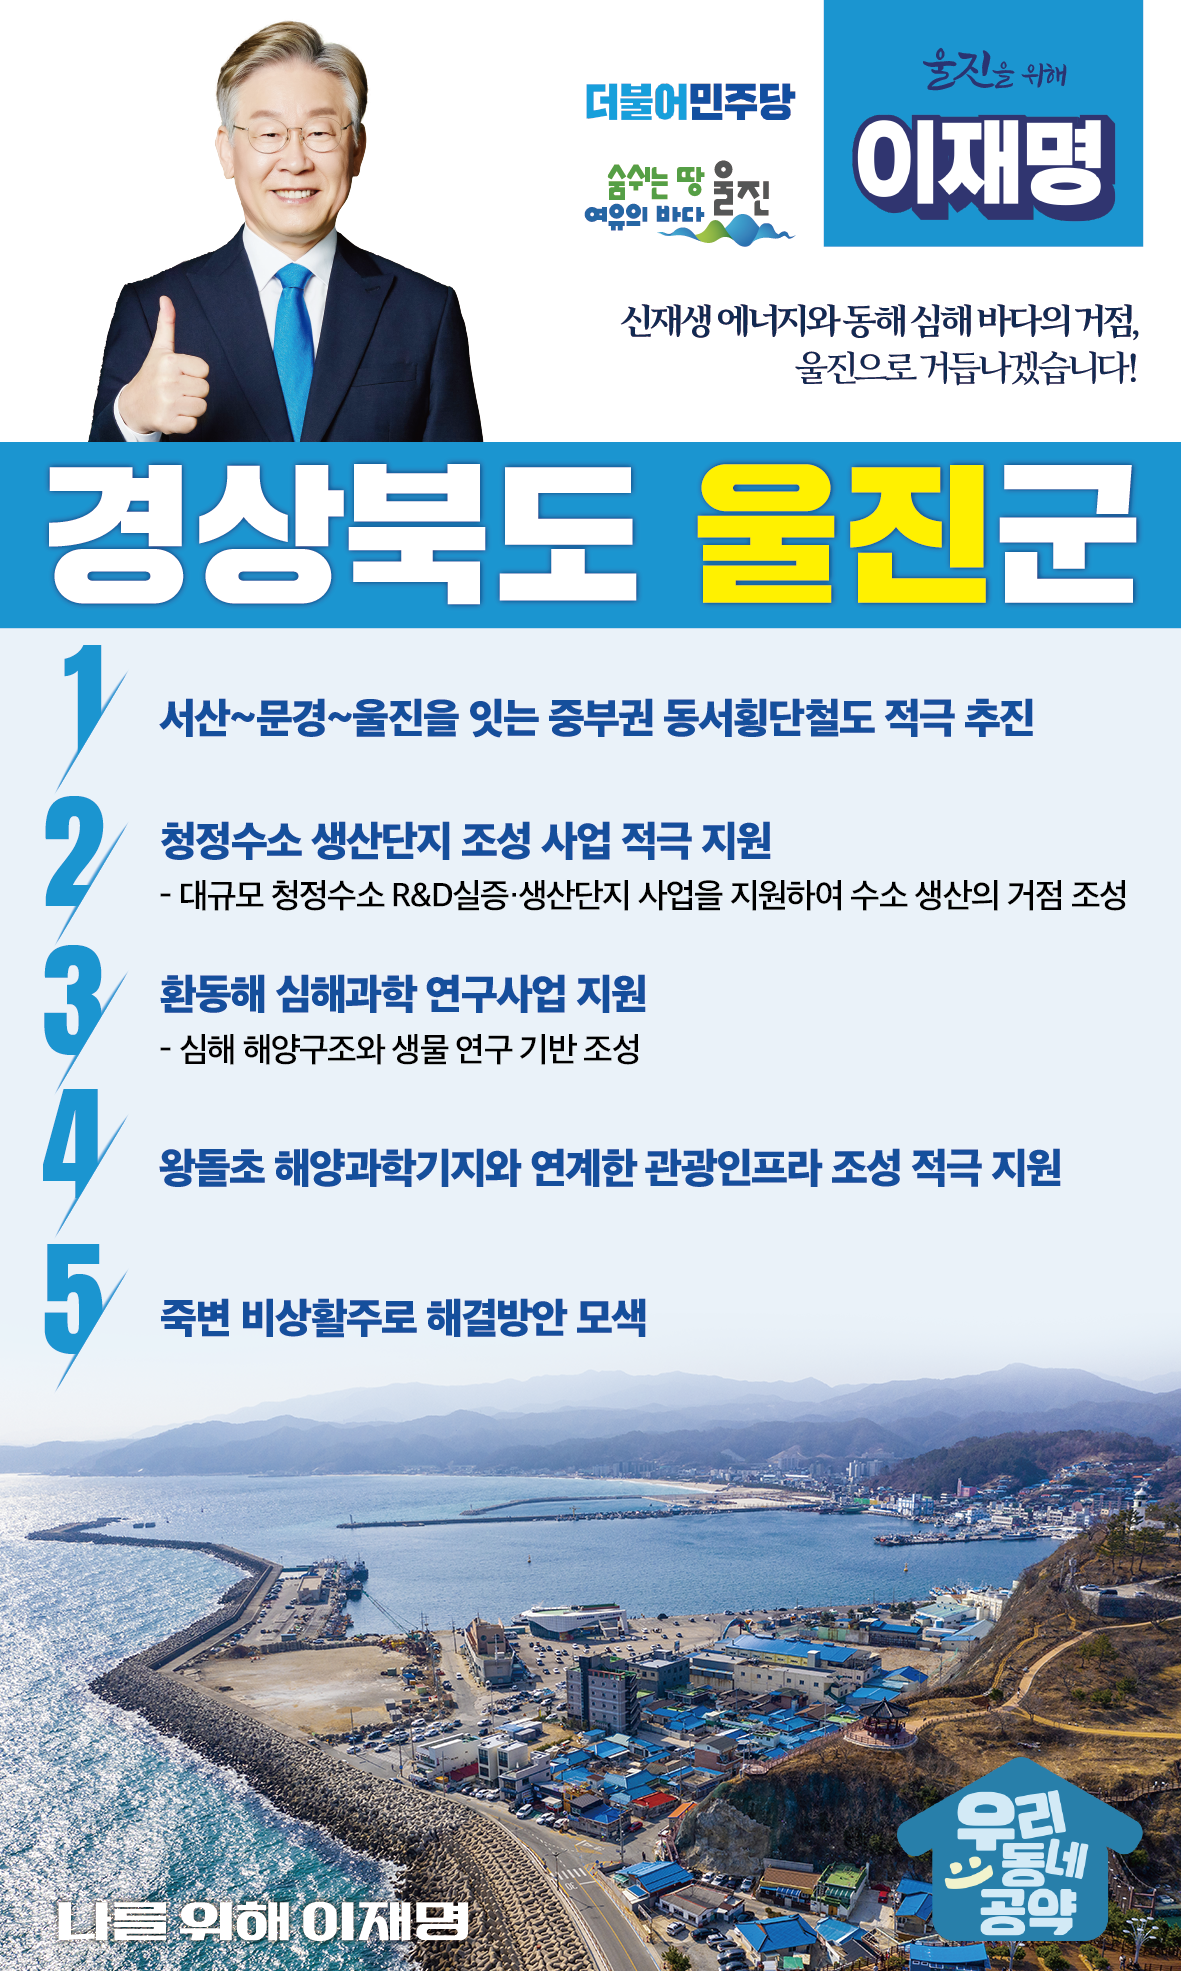 더불어민주당
숨쉬는 땅 울진
여유의 바다
울진을 위해
이재명
신재생 에너지와 동해 심해 바다의 거점,
울진으로 거듭나겠습니다!
경상북도 울진군
1
서산~문경~울진을 잇는 중부권 동서횡단철도 적극 추진
2
청정수소 생산단지 조성 사업 적극 지원
- 대규모 청정수소 R&D실증·생산단지 사업을 지원하여 수소 생산의 거점 조성
3
환동해 심해과학 연구사업 지원
- 심해 해양구조와 생물 연구 기반 조성
4
왕돌초 해양과학기지와 연계한 관광인프라 조성 적극 지원
5
죽변 비상활주로 해결방안 모색
우리
동네
공약
나를 위해 이재명